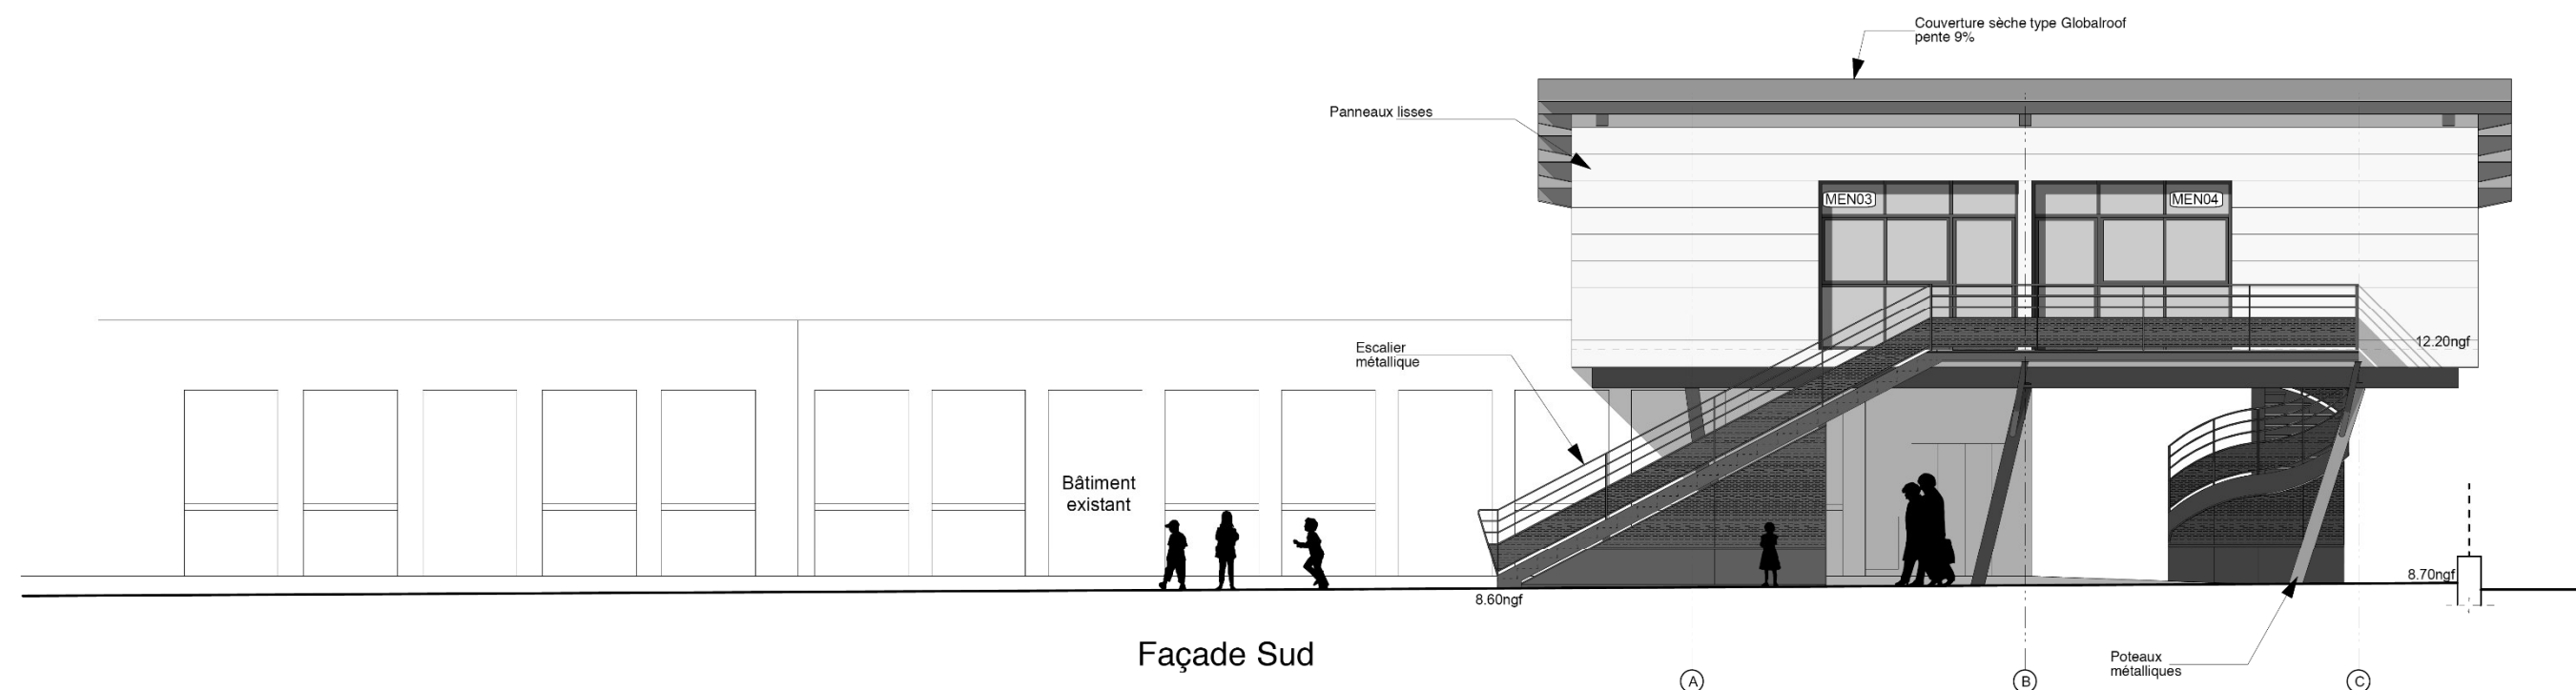 Couverture sèche type Globalroof
pente 9%
Panneaux lisses
MEN03
MEN04
Escalier
métallique
12.20ngf
Bâtiment
existant
8.70ngf
8.60ngf
Façade Sud
Poteaux
métalliques
A
B
C